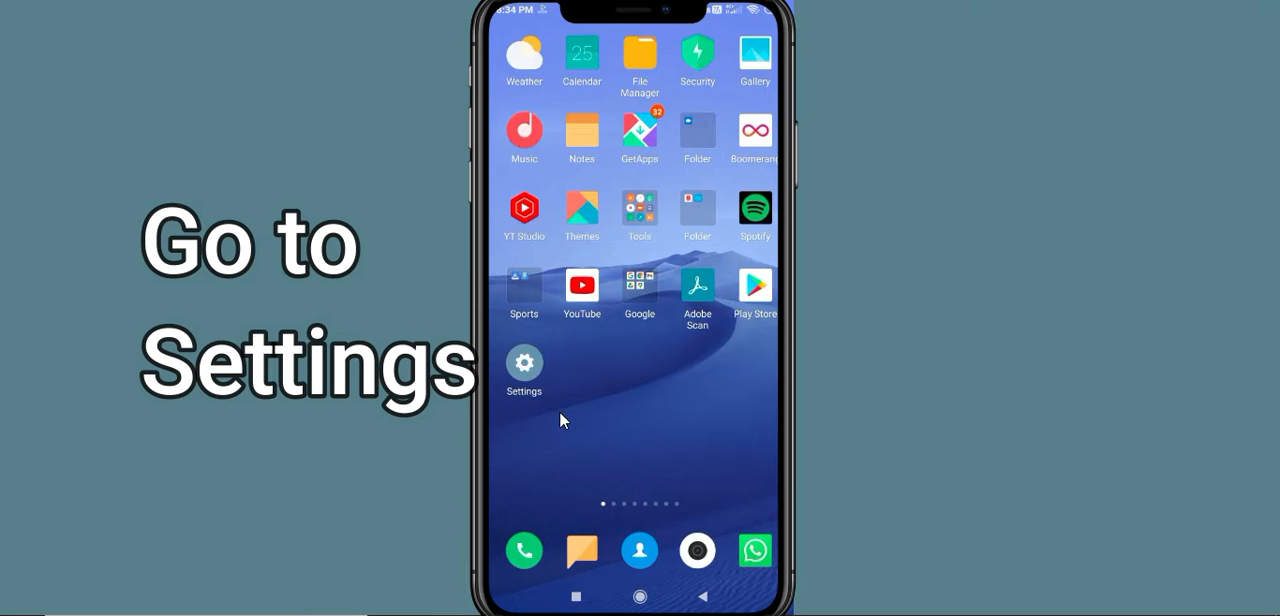 8:34 PM
Weather Calendar File Manager Security Gallery
25
32
Music Notes GetApps Folder Boomerang
YT Studio Themes Tools Folder Spotify
Sports YouTube Google Adobe Scan Play Store
Settings
Go to
Settings